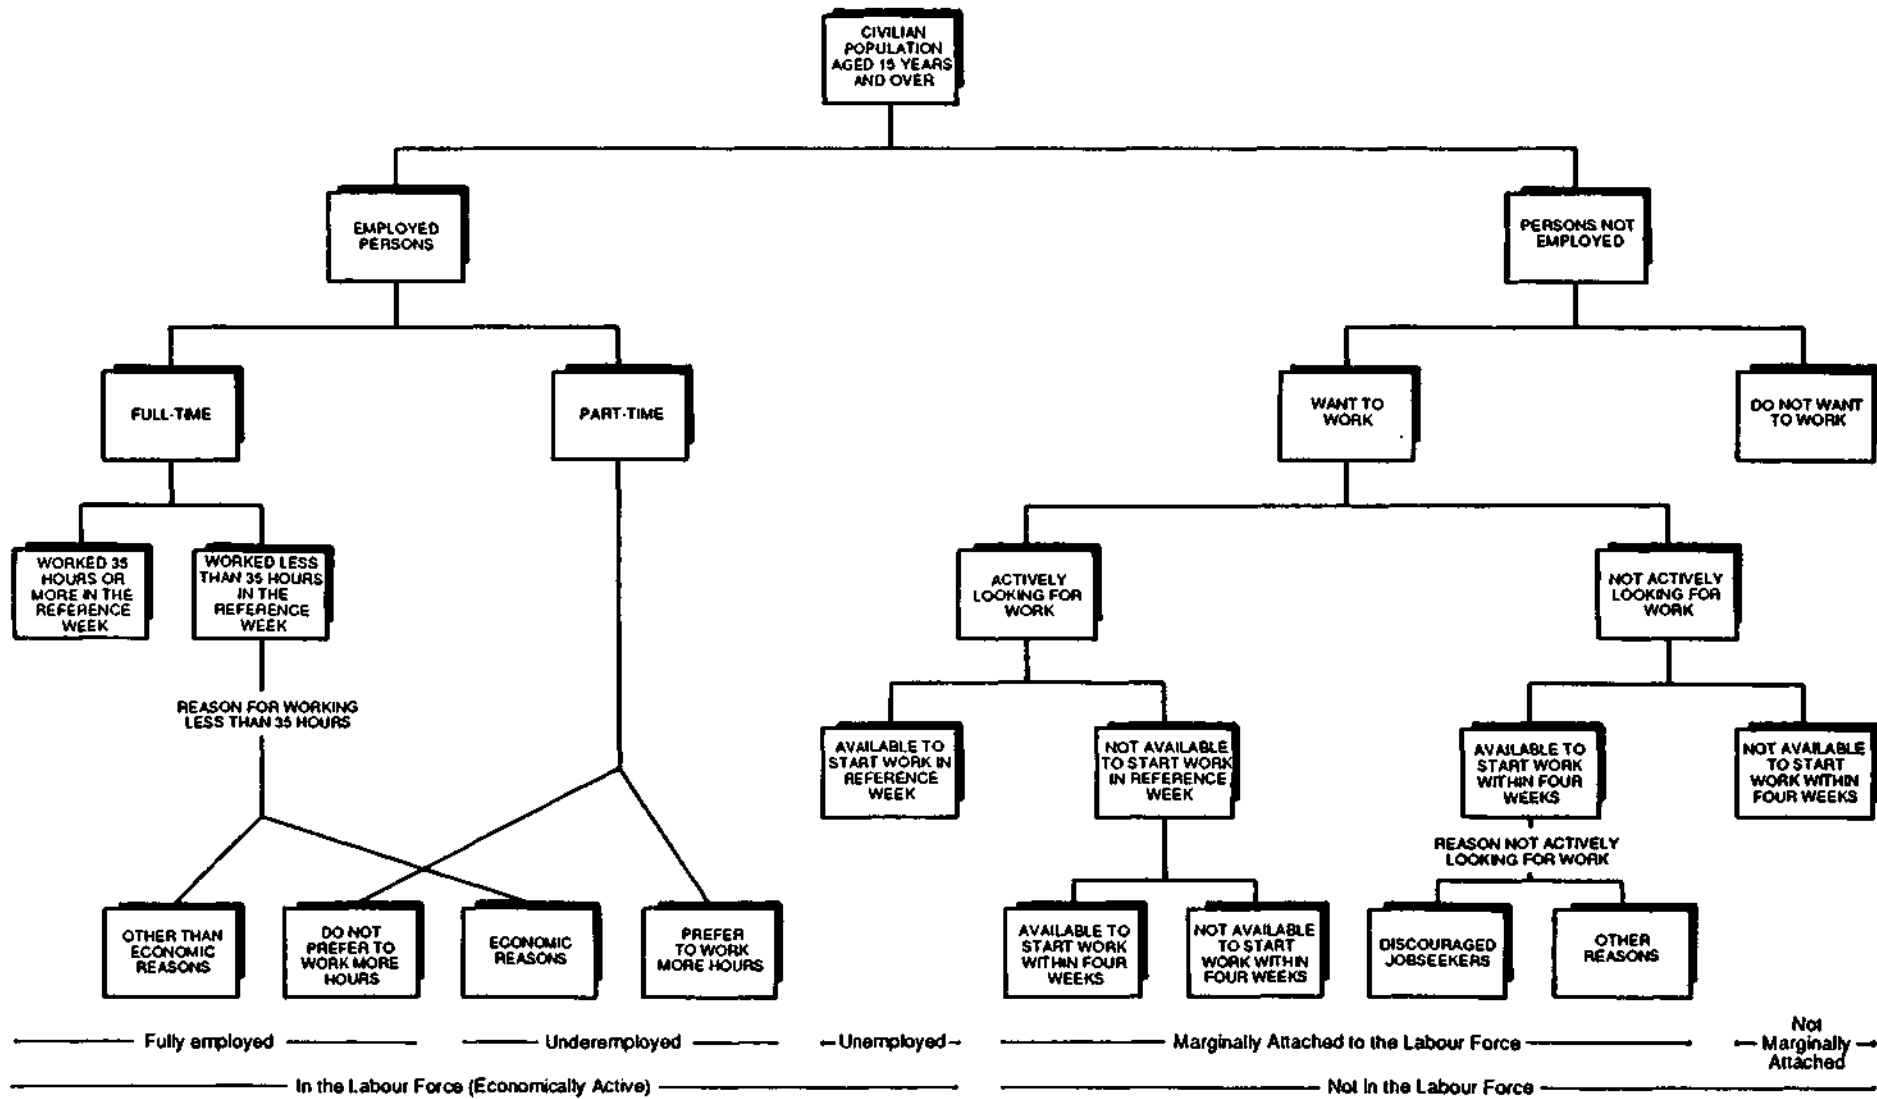 CIVILIAN
POPULATION
AGED 15 YEARS
AND OVER
EMPLOYED
PERSONS
PERSONS NOT
EMPLOYED
FULL-TIME
PART-TIME
WANT TO
WORK
DO NOT WANT
TO WORK
WORKED 35
HOURS OR
MORE IN THE
REFERENCE
WEEK
WORKED LESS
THAN 35 HOURS
IN THE
REFERENCE
WEEK
ACTIVELY
LOOKING FOR
WORK
NOT ACTIVELY
LOOKING FOR
WORK
REASON FOR WORKING
LESS THAN 35 HOURS
AVAILABLE TO
START WORK IN
REFERENCE
WEEK
NOT AVAILABLE
TO START WORK
IN REFERENCE
WEEK
AVAILABLE TO
START WORK
WITHIN FOUR
WEEKS
NOT AVAILABLE
TO START
WORK WITHIN
FOUR WEEKS
REASON NOT ACTIVELY
LOOKING FOR WORK
OTHER THAN
ECONOMIC
REASONS
DO NOT
PREFER TO
WORK MORE
HOURS
ECONOMIC
REASONS
PREFER
TO WORK
MORE HOURS
AVAILABLE TO
START WORK
WITHIN FOUR
WEEKS
NOT AVAILABLE
TO START
WORK WITHIN
FOUR WEEKS
DISCOURAGED
JOBSEEKERS
OTHER
REASONS
Fully employed
Underemployed
Unemployed
Marginally Attached to the Labour Force
Not
Marginally
Attached
In the Labour Force (Economically Active)
Not in the Labour Force